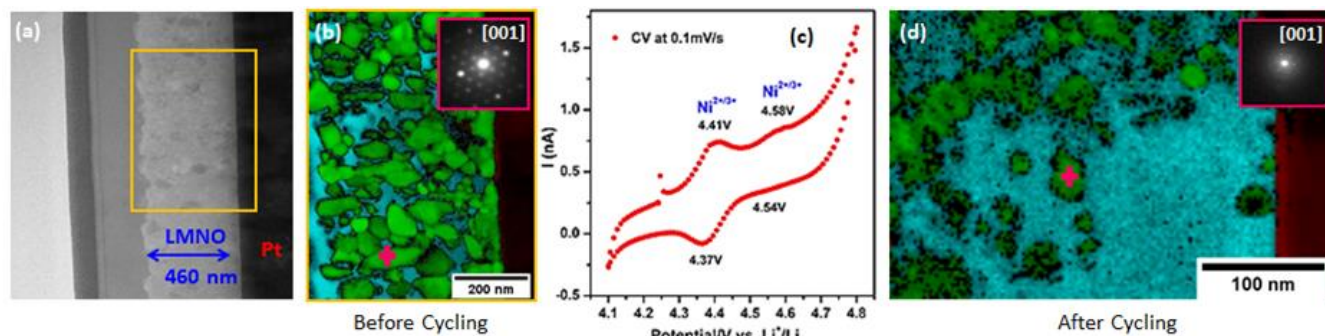 (a)
LMNO
460 nm
Pt
(b)
[001]
200 nm
Before Cycling
(c)
CV at 0.1mV/s
Ni²⁺/³⁺
4.41V
Ni²⁺/³⁺
4.58V
4.54V
4.37V
I (nA)
1.5
1.0
0.5
0.0
-0.5
4.1 4.2 4.3 4.4 4.5 4.6 4.7 4.8
Potential/V vs. Li⁺/Li
(d)
[001]
100 nm
After Cycling